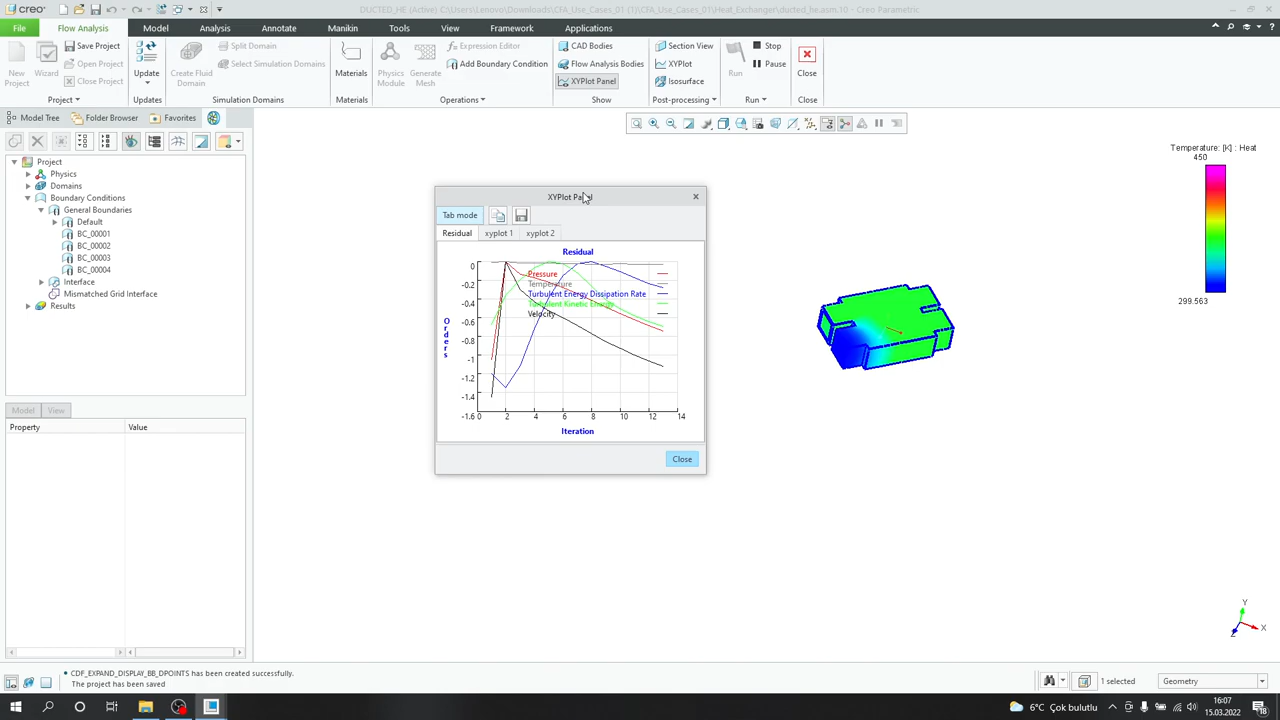 creo DUCTED_HE (Active) C:\Users\Lenovo\Downloads\CFA_Use_Cases_01 (1)\CFA_Use_Cases_01\Heat_Exchanger\ducted_he.asm.10 - Creo Parametric
File Flow Analysis Model Analysis Annotate Manikin Tools View Framework Applications
New Project Wizard Save Project Open Project Close Project Project
Update Updates
Create Fluid Domain Split Domain Select Simulation Domains Simulation Domains
Materials Materials
Physics Module Generate Mesh Expression Editor Add Boundary Condition Operations
CAD Bodies Flow Analysis Bodies XYPlot Panel Show
Section View XYPlot Isosurface Post-processing
Run Stop Pause Run
Close Close
Model Tree Folder Browser Favorites
Project
Physics
Domains
Boundary Conditions
General Boundaries
Default
BC_00001
BC_00002
BC_00003
BC_00004
Interface
Mismatched Grid Interface
Results
Model View
Property Value
XYPlot Panel
Tab mode
Residual xyplot 1 xyplot 2
Residual
Pressure
Temperature
Turbulent Energy Dissipation Rate
Turbulent Kinetic Energy
Velocity
Orders
0
-0.2
-0.4
-0.6
-0.8
-1
-1.2
-1.4
-1.6 0 2 4 6 8 10 12 14
Iteration
Close
Temperature: [K] : Heat
450
299.563
Y
X
Z
CDF_EXPAND_DISPLAY_BB_DPOINTS has been created successfully.
The project has been saved
1 selected
Geometry
6°C Çok bulutlu
16:07
15.03.2022
18